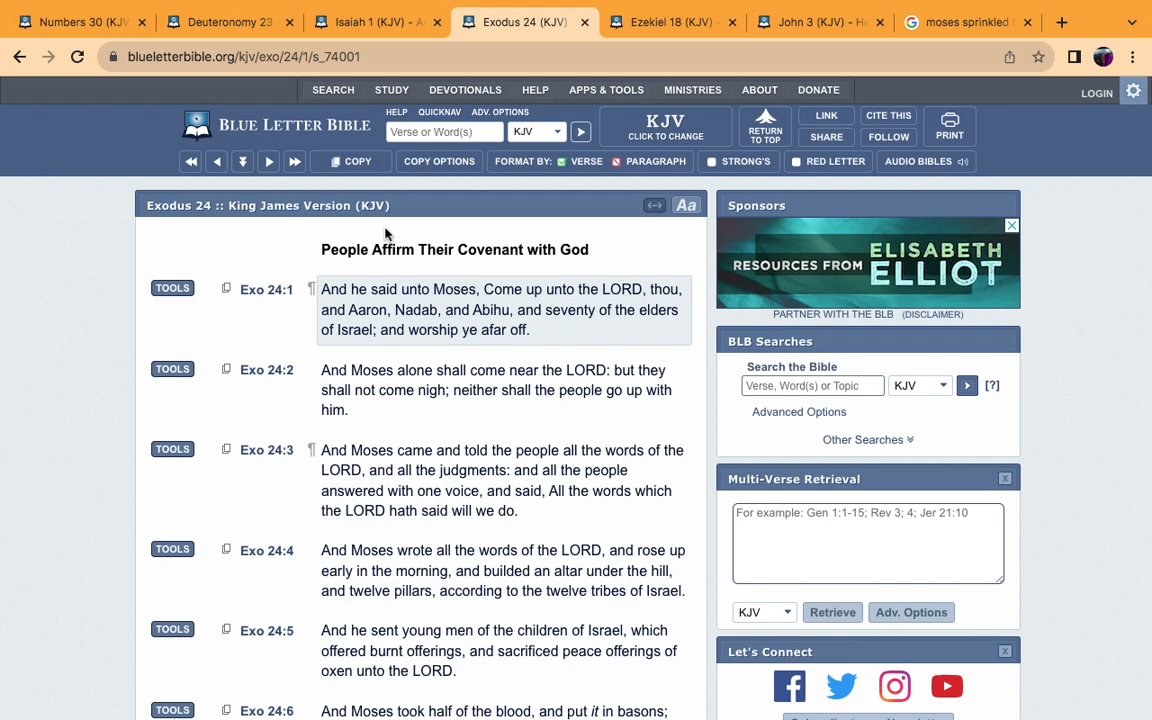 Numbers 30 (KJV)
Deuteronomy 23
Isaiah 1 (KJV) - A
Exodus 24 (KJV)
Ezekiel 18 (KJV)
John 3 (KJV) - He
moses sprinkled b
blueletterbible.org/kjv/exo/24/1/s_74001
SEARCH STUDY DEVOTIONALS HELP APPS & TOOLS MINISTRIES ABOUT DONATE LOGIN
BLUE LETTER BIBLE
HELP QUICKNAV ADV. OPTIONS
Verse or Word(s) KJV
KJV
CLICK TO CHANGE
RETURN
TO TOP
LINK CITE THIS
SHARE FOLLOW
PRINT
COPY COPY OPTIONS FORMAT BY: VERSE PARAGRAPH STRONG'S RED LETTER AUDIO BIBLES
Exodus 24 :: King James Version (KJV) Aa
People Affirm Their Covenant with God
TOOLS Exo 24:1 ¶ And he said unto Moses, Come up unto the LORD, thou,
and Aaron, Nadab, and Abihu, and seventy of the elders
of Israel; and worship ye afar off.
TOOLS Exo 24:2 And Moses alone shall come near the LORD: but they
shall not come nigh; neither shall the people go up with
him.
TOOLS Exo 24:3 ¶ And Moses came and told the people all the words of the
LORD, and all the judgments: and all the people
answered with one voice, and said, All the words which
the LORD hath said will we do.
TOOLS Exo 24:4 And Moses wrote all the words of the LORD, and rose up
early in the morning, and builded an altar under the hill,
and twelve pillars, according to the twelve tribes of Israel.
TOOLS Exo 24:5 And he sent young men of the children of Israel, which
offered burnt offerings, and sacrificed peace offerings of
oxen unto the LORD.
TOOLS Exo 24:6 And Moses took half of the blood, and put it in basons;
Sponsors
RESOURCES FROM ELISABETH
ELLIOT
PARTNER WITH THE BLB (DISCLAIMER)
BLB Searches
Search the Bible
Verse, Word(s) or Topic KJV [?]
Advanced Options
Other Searches
Multi-Verse Retrieval x
For example: Gen 1:1-15; Rev 3; 4; Jer 21:10
KJV Retrieve Adv. Options
Let's Connect x